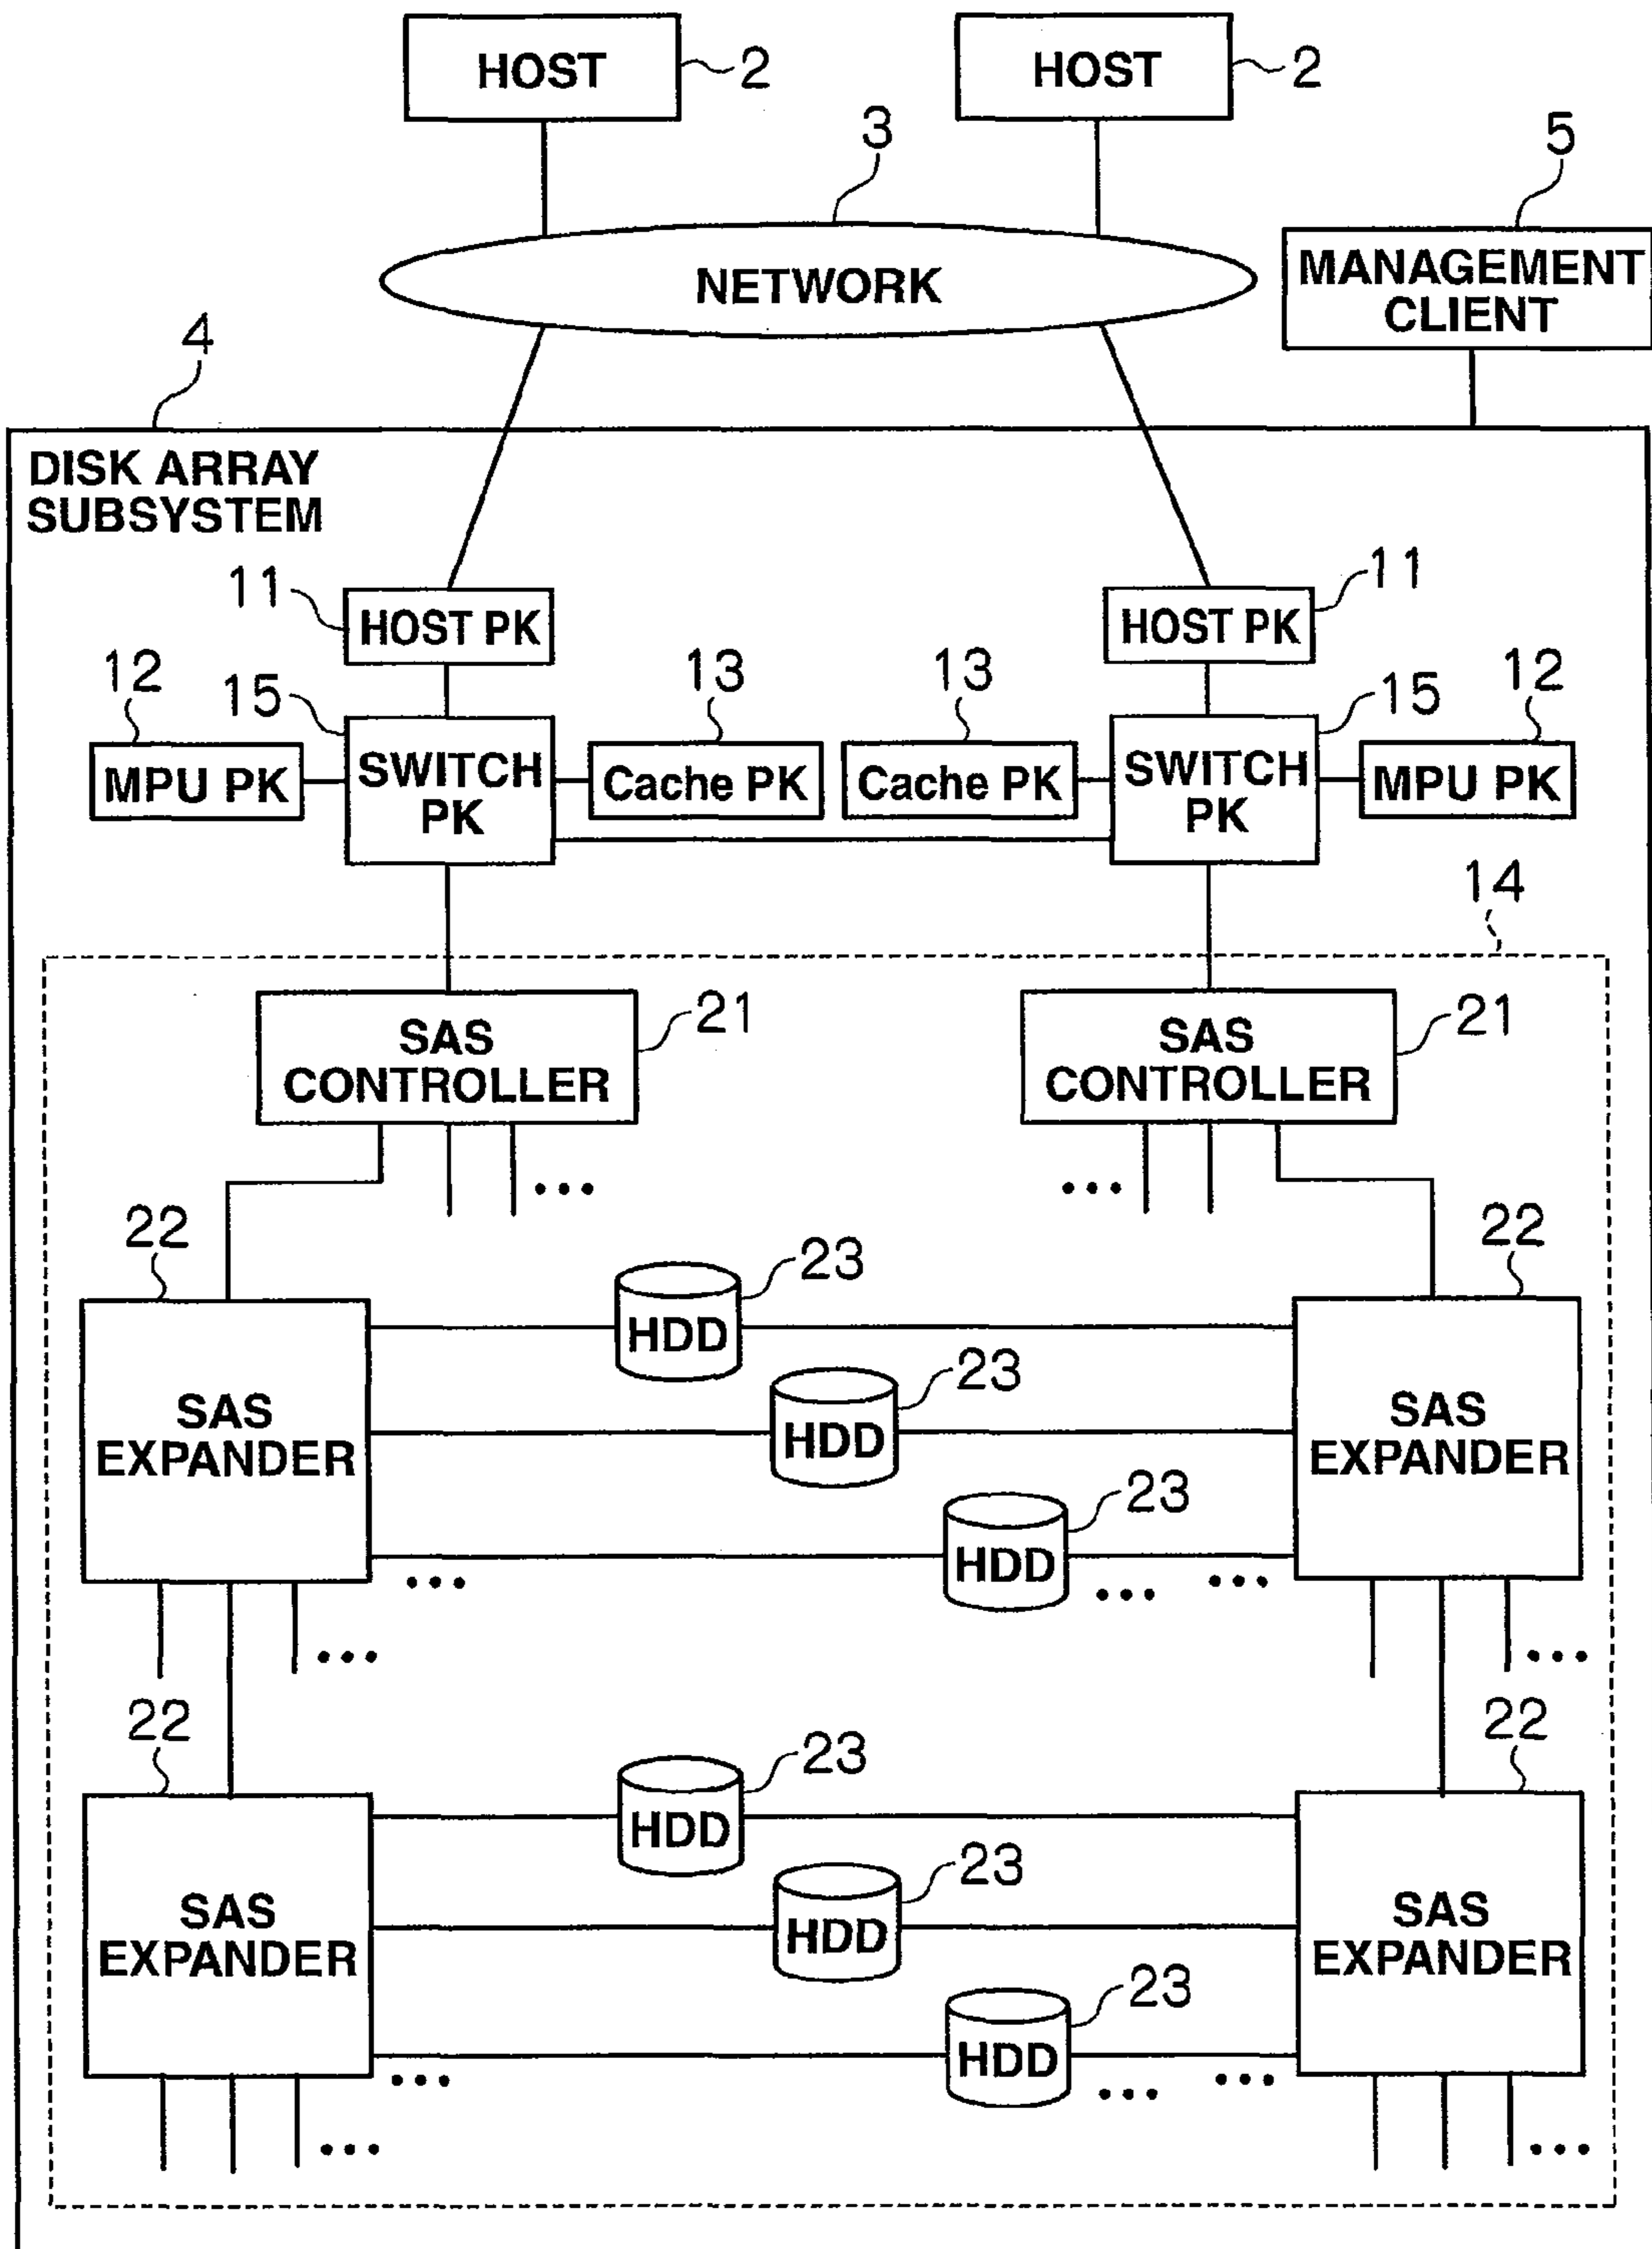 HOST 2 HOST 2
3
5
NETWORK
MANAGEMENT
CLIENT
4
DISK ARRAY
SUBSYSTEM
11 HOST PK
HOST PK 11
12 15 13 13 15 12
MPU PK
SWITCH
PK
Cache PK
Cache PK
SWITCH
PK
MPU PK
14
SAS
CONTROLLER
21
SAS
CONTROLLER
21
...
...
22
22
SAS
EXPANDER
HDD 23
HDD 23
HDD 23
SAS
EXPANDER
... ... ...
... ...
22
22
SAS
EXPANDER
HDD 23
HDD 23
HDD 23
SAS
EXPANDER
... ... ...
... ...